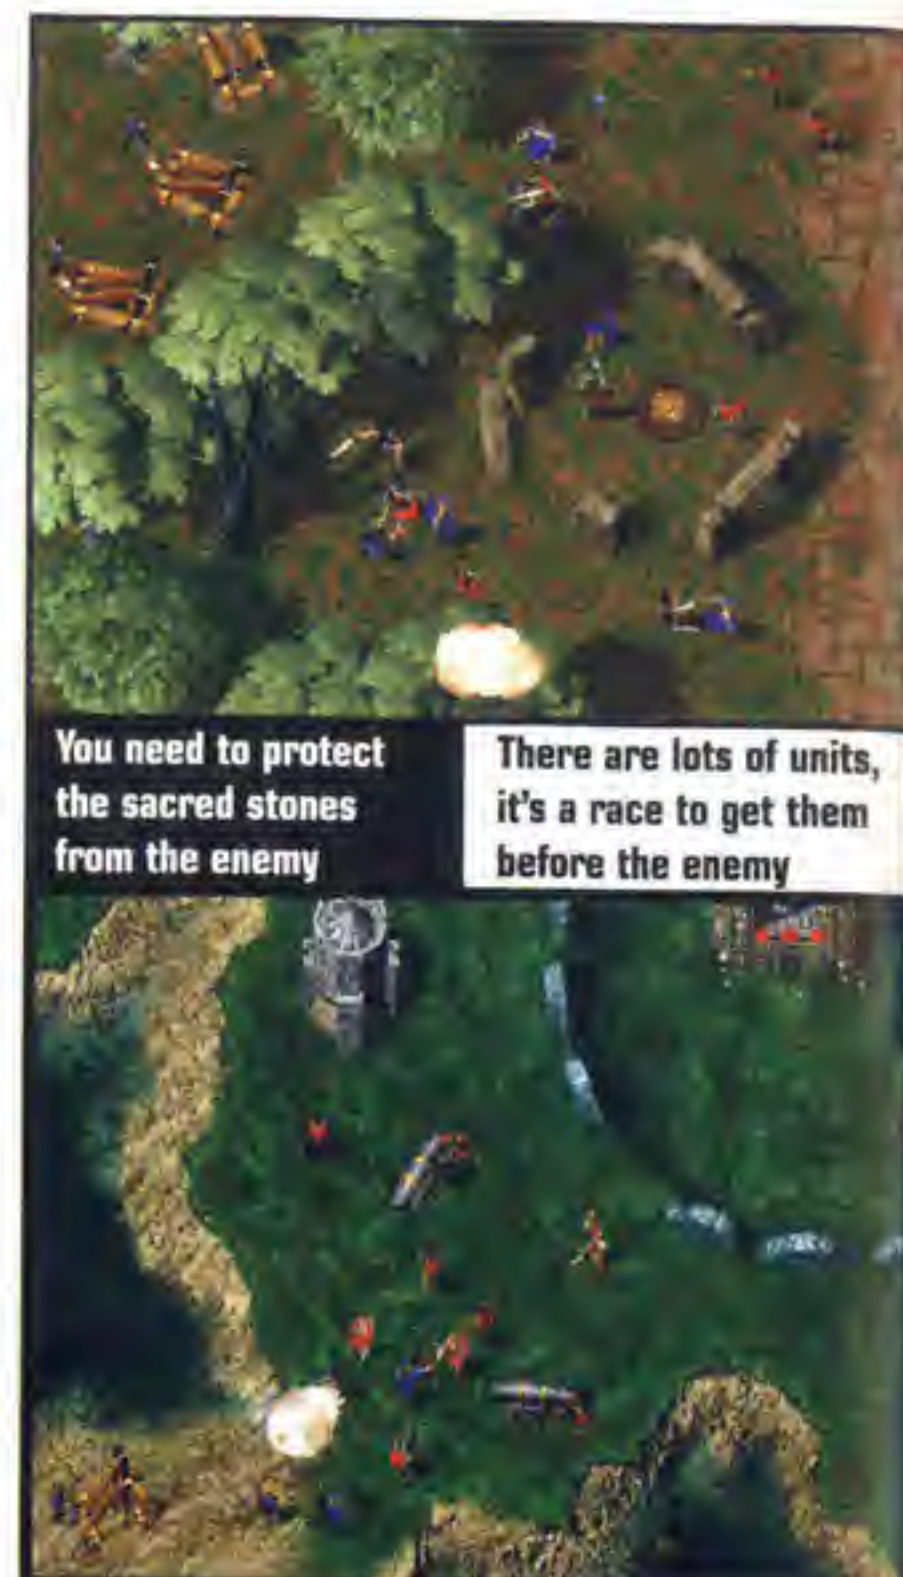 You need to protect
the sacred stones
from the enemy
There are lots of units,
it's a race to get them
before the enemy